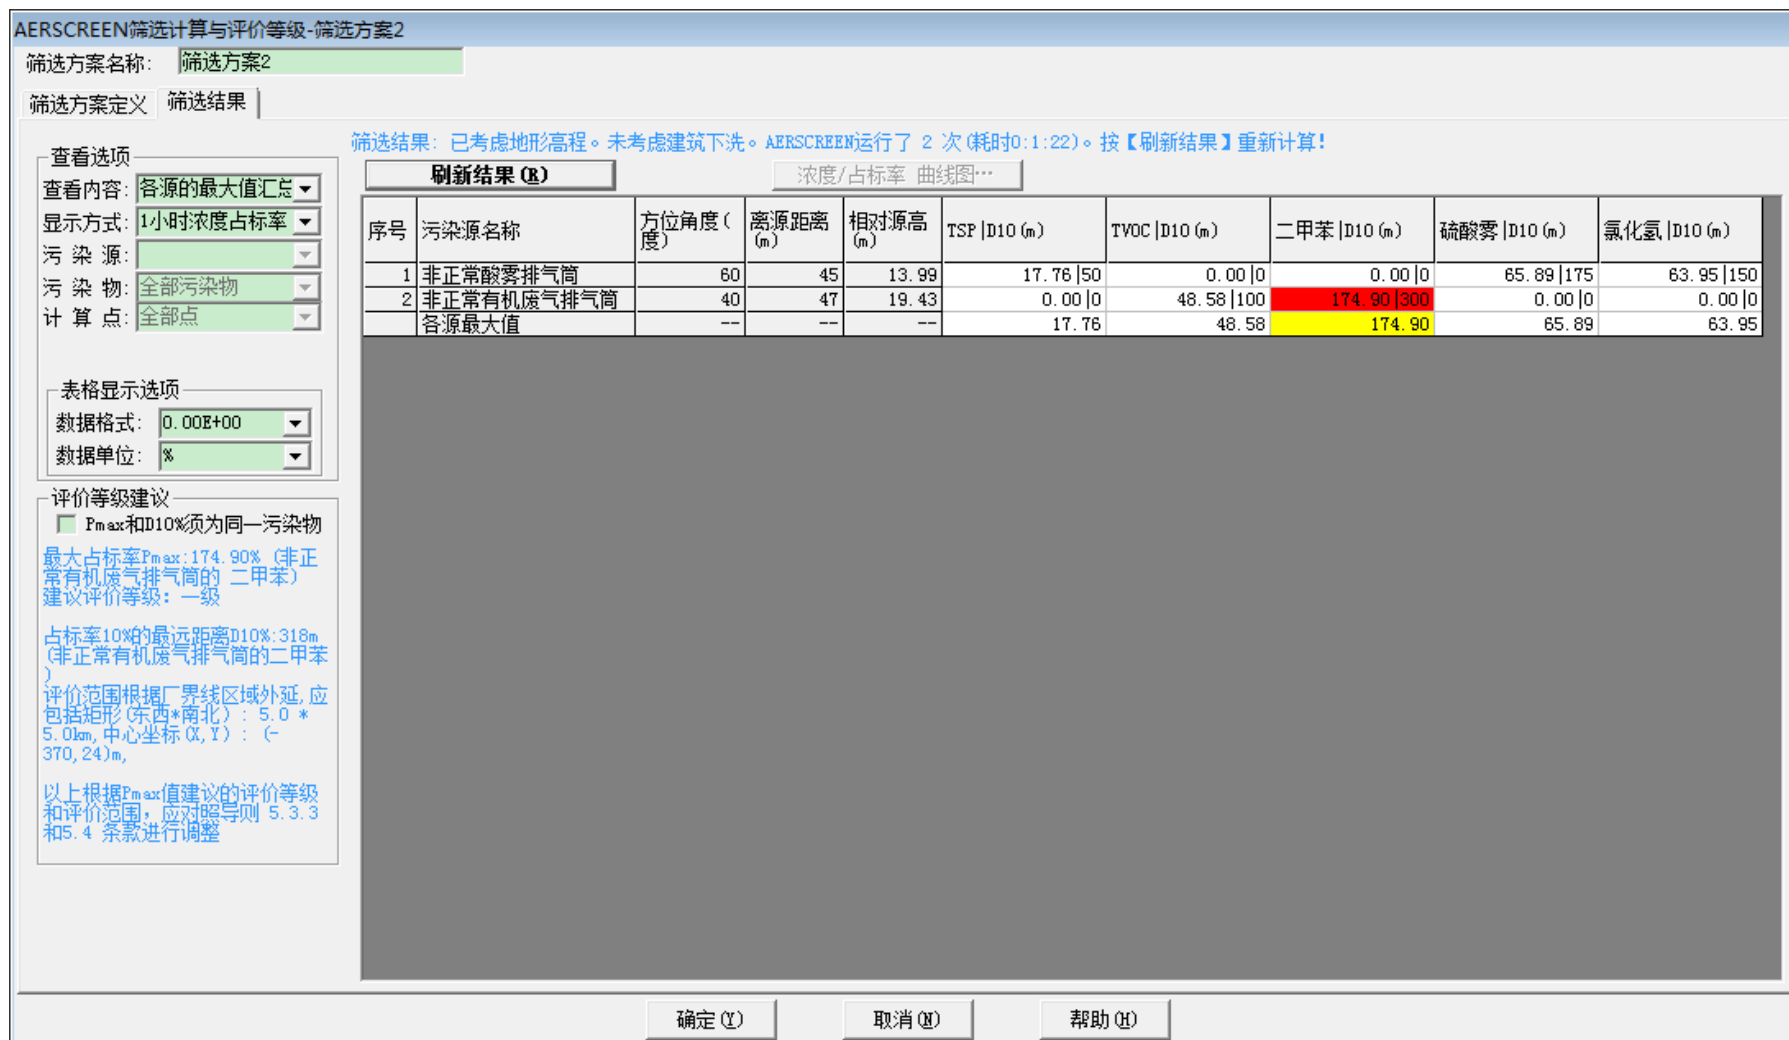 AERSCREEN筛选计算与评价等级-筛选方案2
筛选方案名称: 筛选方案2
筛选方案定义 筛选结果
筛选结果: 已考虑地形高程。未考虑建筑下洗。AERSCREEN运行了 2 次(耗时0:1:22)。按【刷新结果】重新计算!
查看选项
查看内容: 各源的最大值汇总
显示方式: 1小时浓度占标率
污 染 源:
污 染 物: 全部污染物
计 算 点: 全部点
表格显示选项
数据格式: 0.00E+00
数据单位: %
评价等级建议
Pmax和D10%须为同一污染物
最大占标率Pmax:174.90% (非正
常有机废气排气筒的 二甲苯)
建议评价等级: 一级
占标率10%的最远距离D10%:318m
(非正常有机废气排气筒的二甲苯
)
评价范围根据厂界线区域外延,应
包括矩形(东西*南北): 5.0 *
5.0km,中心坐标(X,Y): (-
370,24)m,
以上根据Pmax值建议的评价等级
和评价范围，应对照导则 5.3.3
和5.4 条款进行调整
刷新结果(R) 浓度/占标率 曲线图…
序号 污染源名称 方位角度(度) 离源距离(m) 相对源高(m) TSP|D10(m) TVOC|D10(m) 二甲苯|D10(m) 硫酸雾|D10(m) 氯化氢|D10(m)
1 非正常酸雾排气筒 60 45 13.99 17.76|50 0.00|0 0.00|0 65.89|175 63.95|150
2 非正常有机废气排气筒 40 47 19.43 0.00|0 48.58|100 174.90|300 0.00|0 0.00|0
各源最大值 -- -- -- 17.76 48.58 174.90 65.89 63.95
确定(Y) 取消(N) 帮助(H)